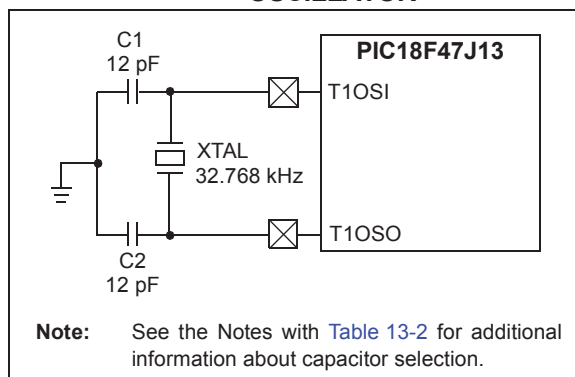 C1
12 pF
PIC18F47J13
T1OSI
XTAL
32.768 kHz
T1OSO
C2
12 pF
Note: See the Notes with Table 13-2 for additional
information about capacitor selection.